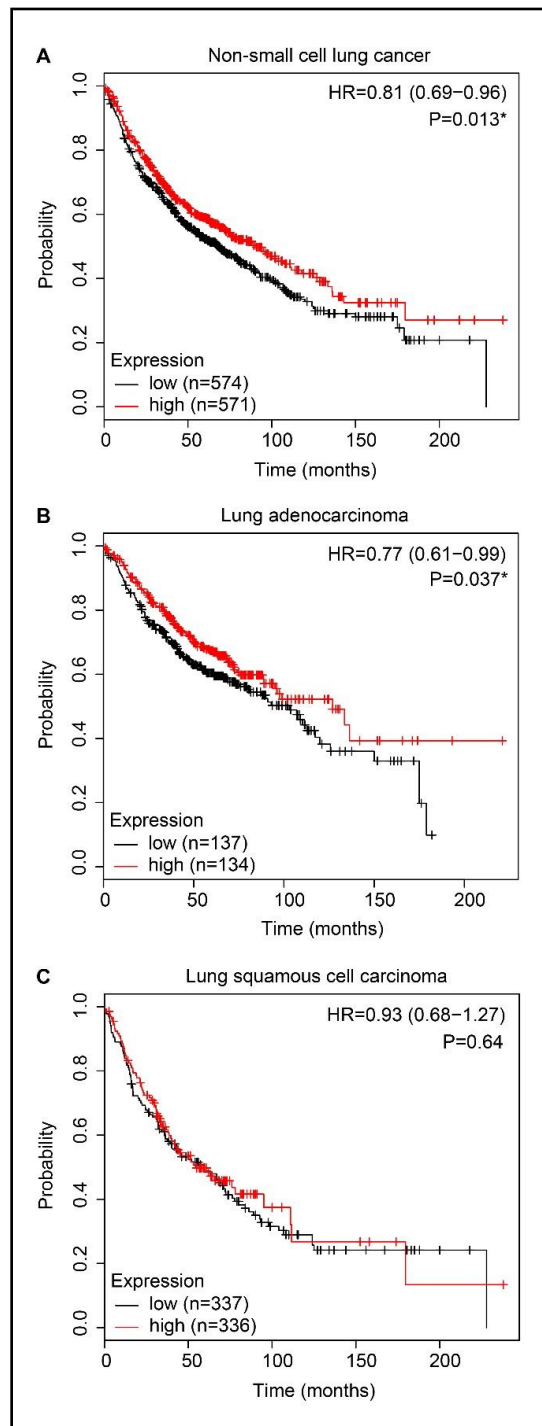 A
Non-small cell lung cancer
HR=0.81 (0.69−0.96)
P=0.013*
Probability
1.0
0.8
0.6
0.4
0.2
0.0
Expression
low (n=574)
high (n=571)
0 50 100 150 200
Time (months)
B
Lung adenocarcinoma
HR=0.77 (0.61−0.99)
P=0.037*
Probability
1.0
0.8
0.6
0.4
0.2
0.0
Expression
low (n=137)
high (n=134)
0 50 100 150 200
Time (months)
C
Lung squamous cell carcinoma
HR=0.93 (0.68−1.27)
P=0.64
Probability
1.0
0.8
0.6
0.4
0.2
0.0
Expression
low (n=337)
high (n=336)
0 50 100 150 200
Time (months)